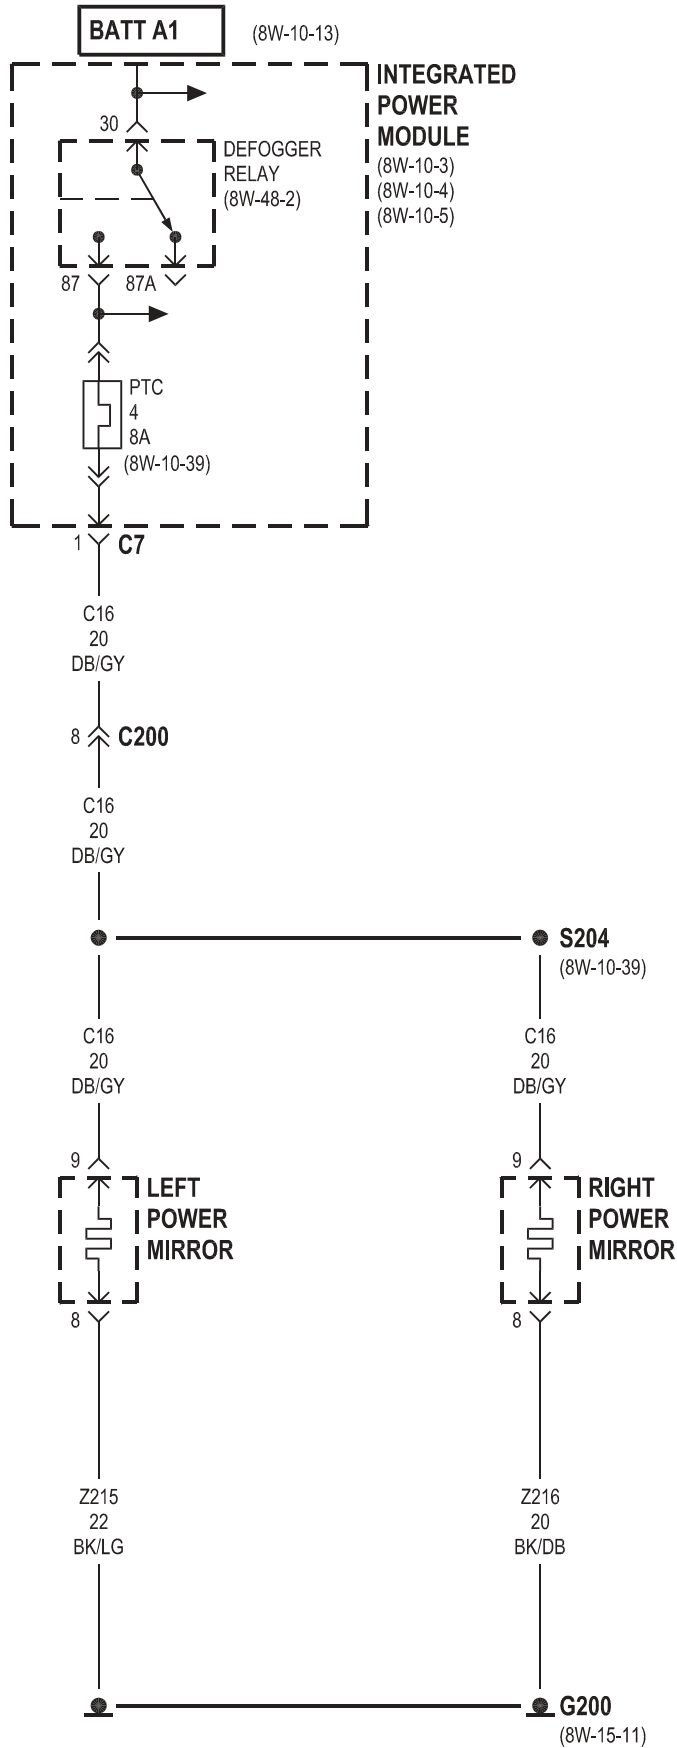 BATT A1
(8W-10-13)
INTEGRATED
POWER
MODULE
(8W-10-3)
(8W-10-4)
(8W-10-5)
30
DEFOGGER
RELAY
(8W-48-2)
87
87A
PTC
4
8A
(8W-10-39)
1
C7
C16
20
DB/GY
8
C200
C16
20
DB/GY
S204
(8W-10-39)
C16
20
DB/GY
C16
20
DB/GY
9
LEFT
POWER
MIRROR
9
RIGHT
POWER
MIRROR
8
8
Z215
22
BK/LG
Z216
20
BK/DB
G200
(8W-15-11)